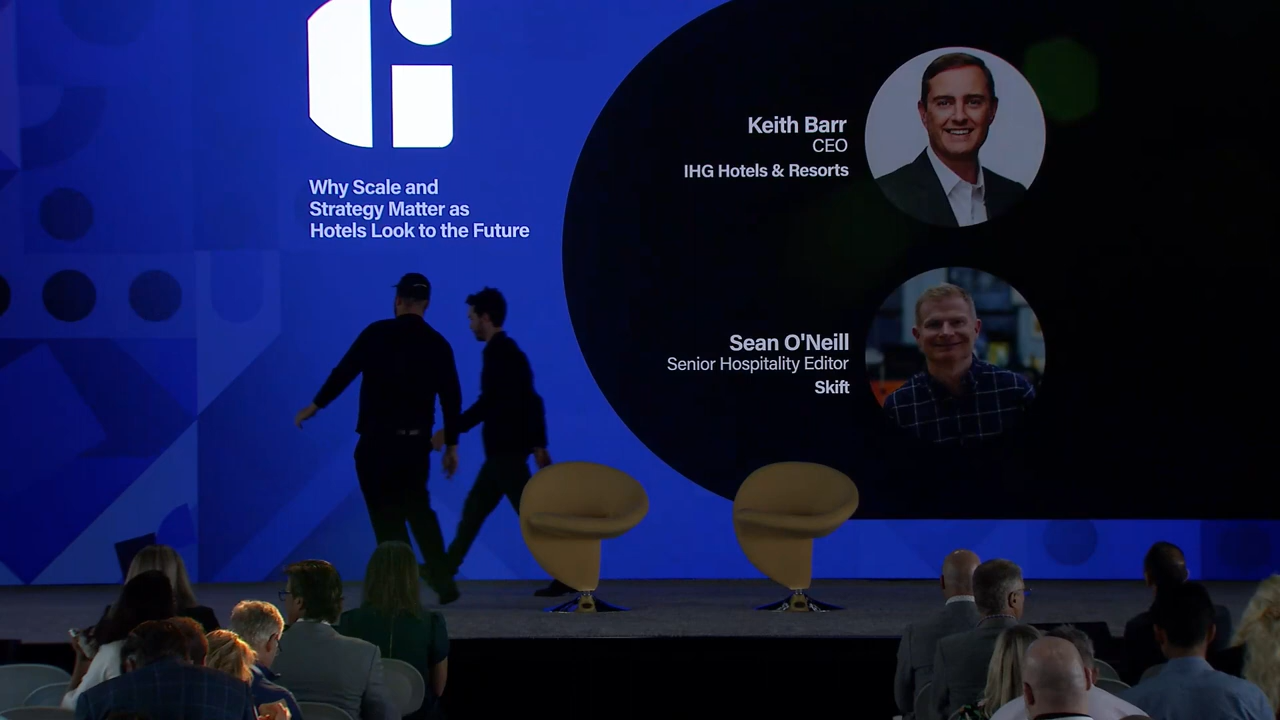 Why Scale and
Strategy Matter as
Hotels Look to the Future
Keith Barr
CEO
IHG Hotels & Resorts
Sean O'Neill
Senior Hospitality Editor
Skift